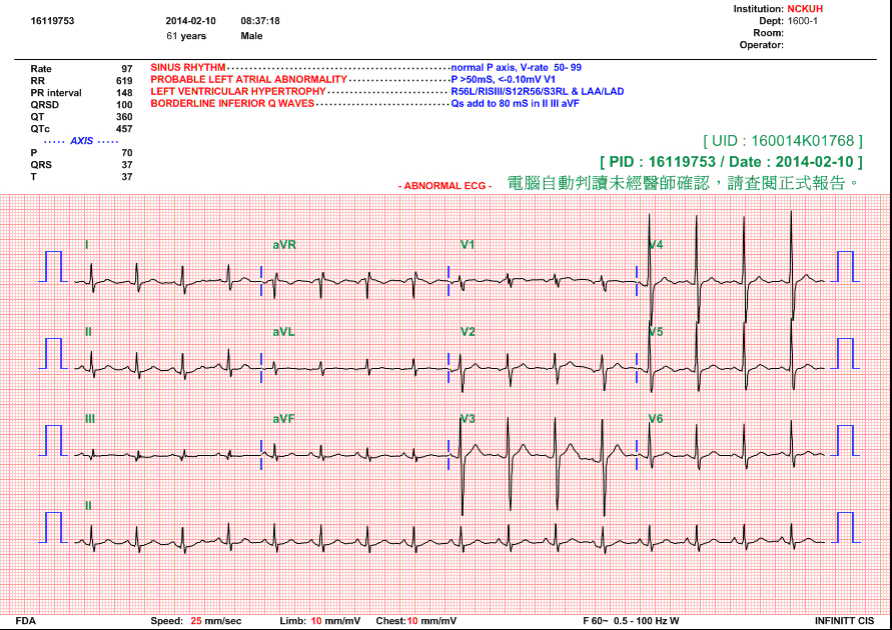 Institution: NCKUH
16119753 2014-02-10 08:37:18 Dept: 1600-1
61 years Male Room:
Operator:
Rate 97 SINUS RHYTHM normal P axis, V-rate 50- 99
RR 619 PROBABLE LEFT ATRIAL ABNORMALITY P >50mS, <-0.10mV V1
PR interval 148 LEFT VENTRICULAR HYPERTROPHY R56L/RISIII/S12R56/S3RL & LAA/LAD
QRSD 100 BORDERLINE INFERIOR Q WAVES Qs add to 80 mS in II III aVF
QT 360
QTc 457
····· AXIS ·····
P 70
QRS 37
T 37
[ UID : 160014K01768 ]
[ PID : 16119753 / Date : 2014-02-10 ]
- ABNORMAL ECG - 電腦自動判讀未經醫師確認，請查閱正式報告。
I aVR V1 V4
II aVL V2 V5
III aVF V3 V6
II
FDA Speed: 25 mm/sec Limb: 10 mm/mV Chest: 10 mm/mV F 60~ 0.5 - 100 Hz W INFINITT CIS